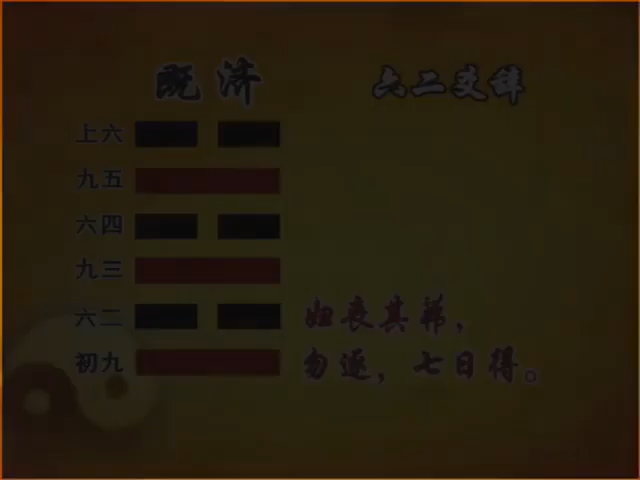 既济
六二爻辞
上六
九五
六四
九三
六二
妇丧其茀，
初九
勿逐，七日得。